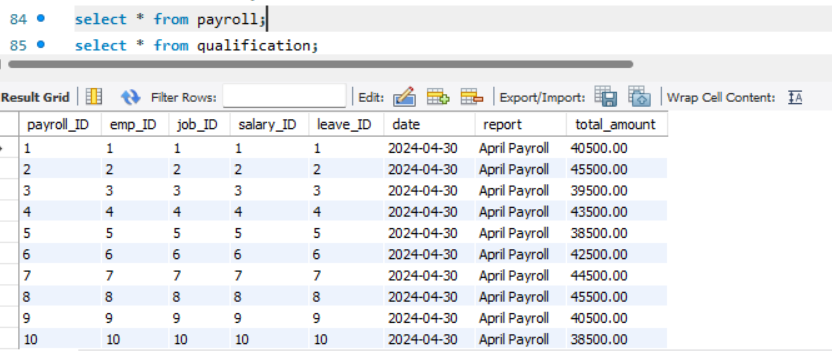 84 select * from payroll;
85 select * from qualification;
Result Grid Filter Rows: Edit: Export/Import: Wrap Cell Content: IA
payroll_ID emp_ID job_ID salary_ID leave_ID date report total_amount
1 1 1 1 1 2024-04-30 April Payroll 40500.00
2 2 2 2 2 2024-04-30 April Payroll 45500.00
3 3 3 3 3 2024-04-30 April Payroll 39500.00
4 4 4 4 4 2024-04-30 April Payroll 43500.00
5 5 5 5 5 2024-04-30 April Payroll 38500.00
6 6 6 6 6 2024-04-30 April Payroll 42500.00
7 7 7 7 7 2024-04-30 April Payroll 44500.00
8 8 8 8 8 2024-04-30 April Payroll 45500.00
9 9 9 9 9 2024-04-30 April Payroll 40500.00
10 10 10 10 10 2024-04-30 April Payroll 38500.00